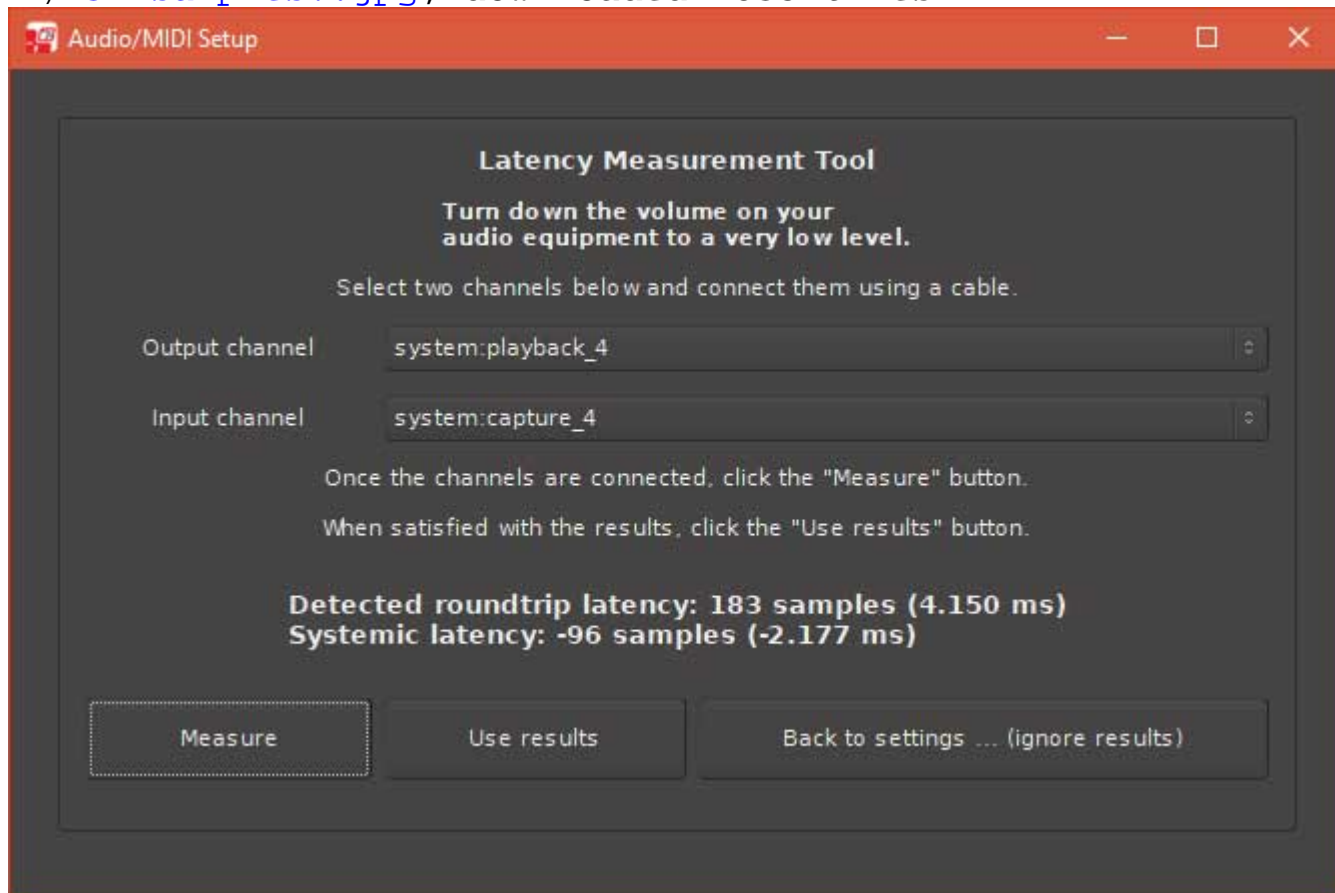 Audio/MIDI Setup
Latency Measurement Tool
Turn down the volume on your
audio equipment to a very low level.
Select two channels below and connect them using a cable.
Output channel system:playback_4
Input channel system:capture_4
Once the channels are connected, click the "Measure" button.
When satisfied with the results, click the "Use results" button.
Detected roundtrip latency: 183 samples (4.150 ms)
Systemic latency: -96 samples (-2.177 ms)
Measure Use results Back to settings ... (ignore results)